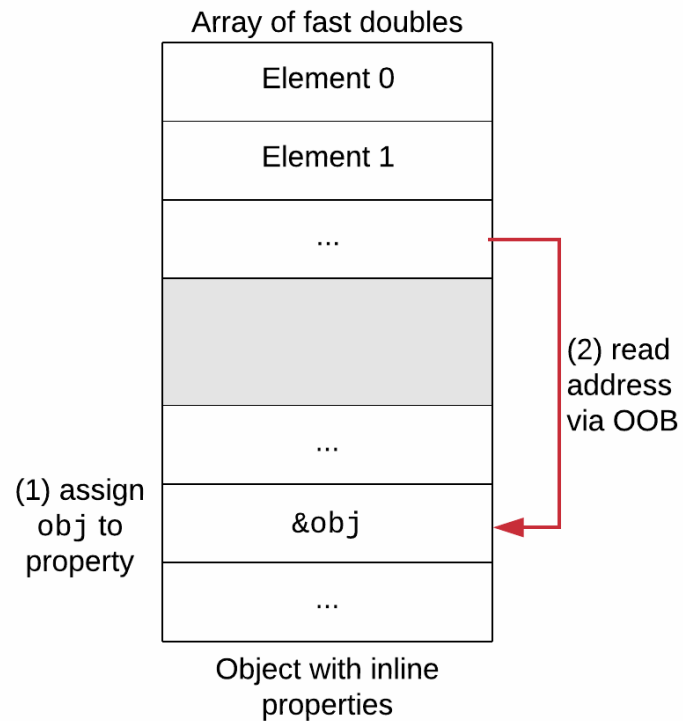 Array of fast doubles
Element 0
Element 1
...
(2) read
address
via OOB
...
(1) assign
obj to
property
&obj
...
Object with inline
properties